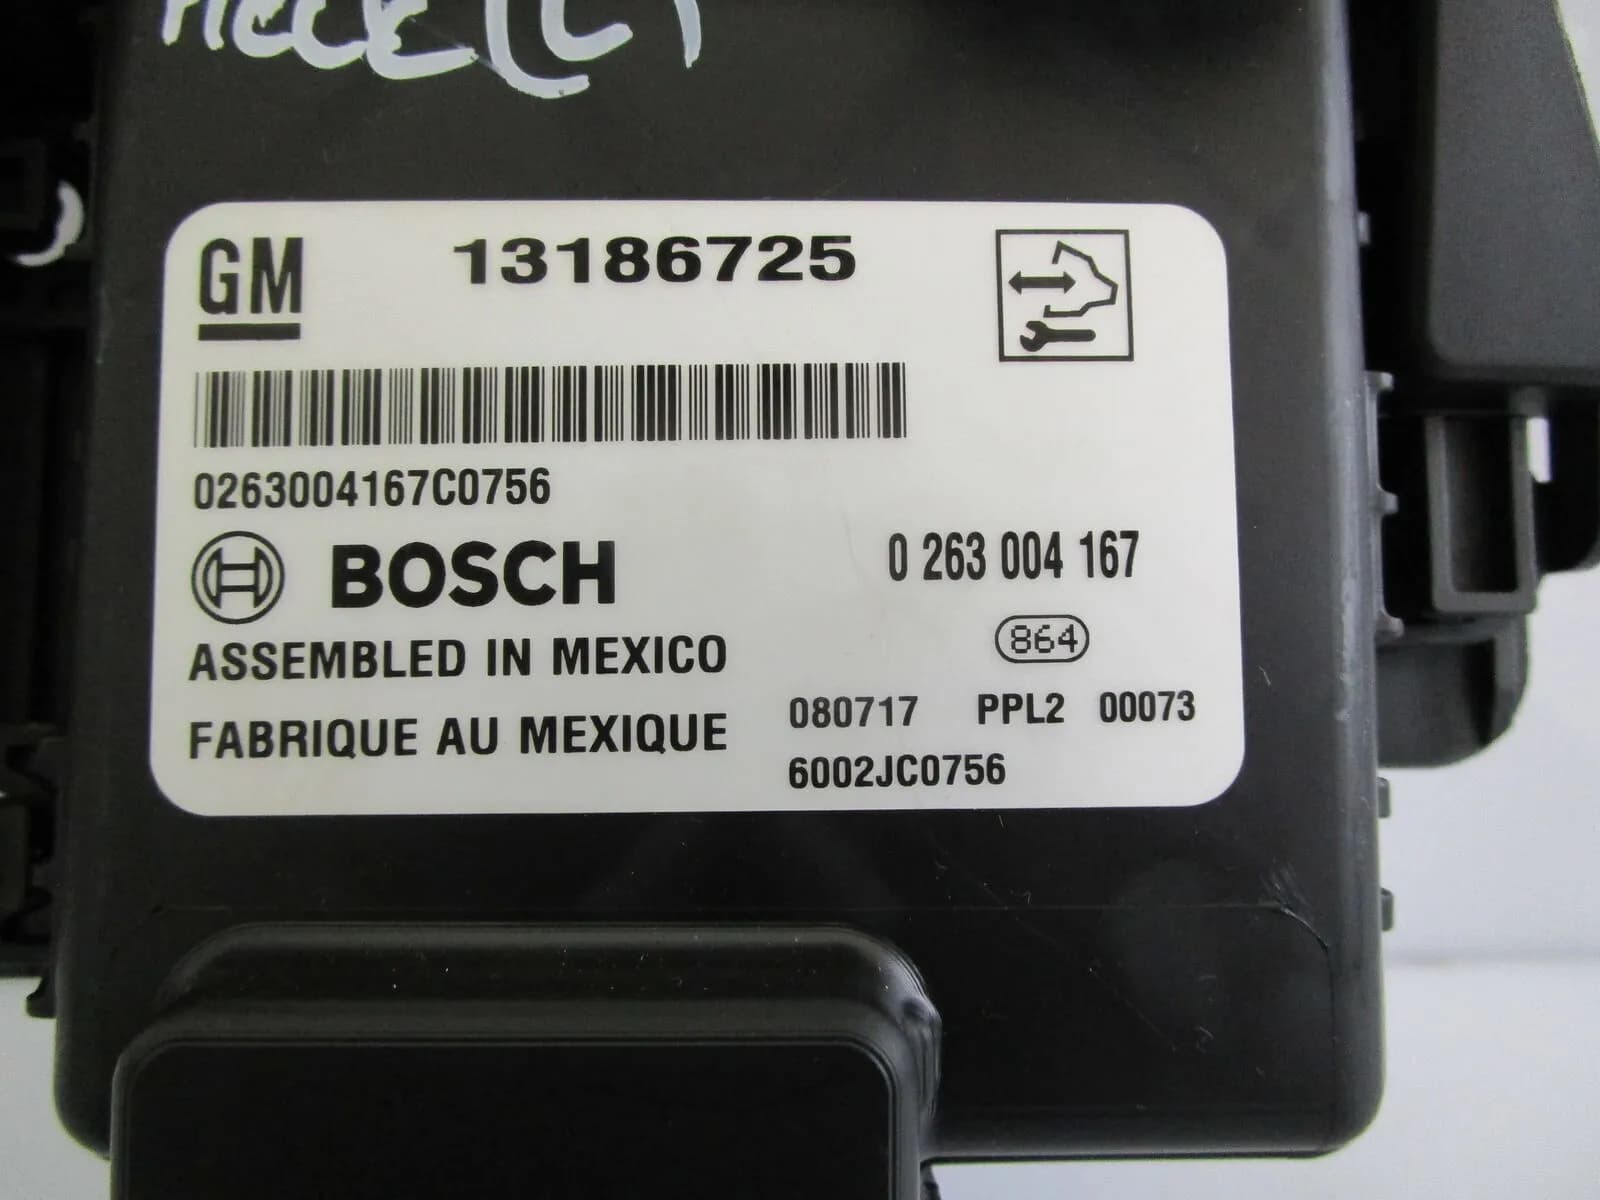 GM 13186725
0263004167C0756
BOSCH 0 263 004 167
864
ASSEMBLED IN MEXICO
FABRIQUE AU MEXIQUE 080717 PPL2 00073
6002JC0756